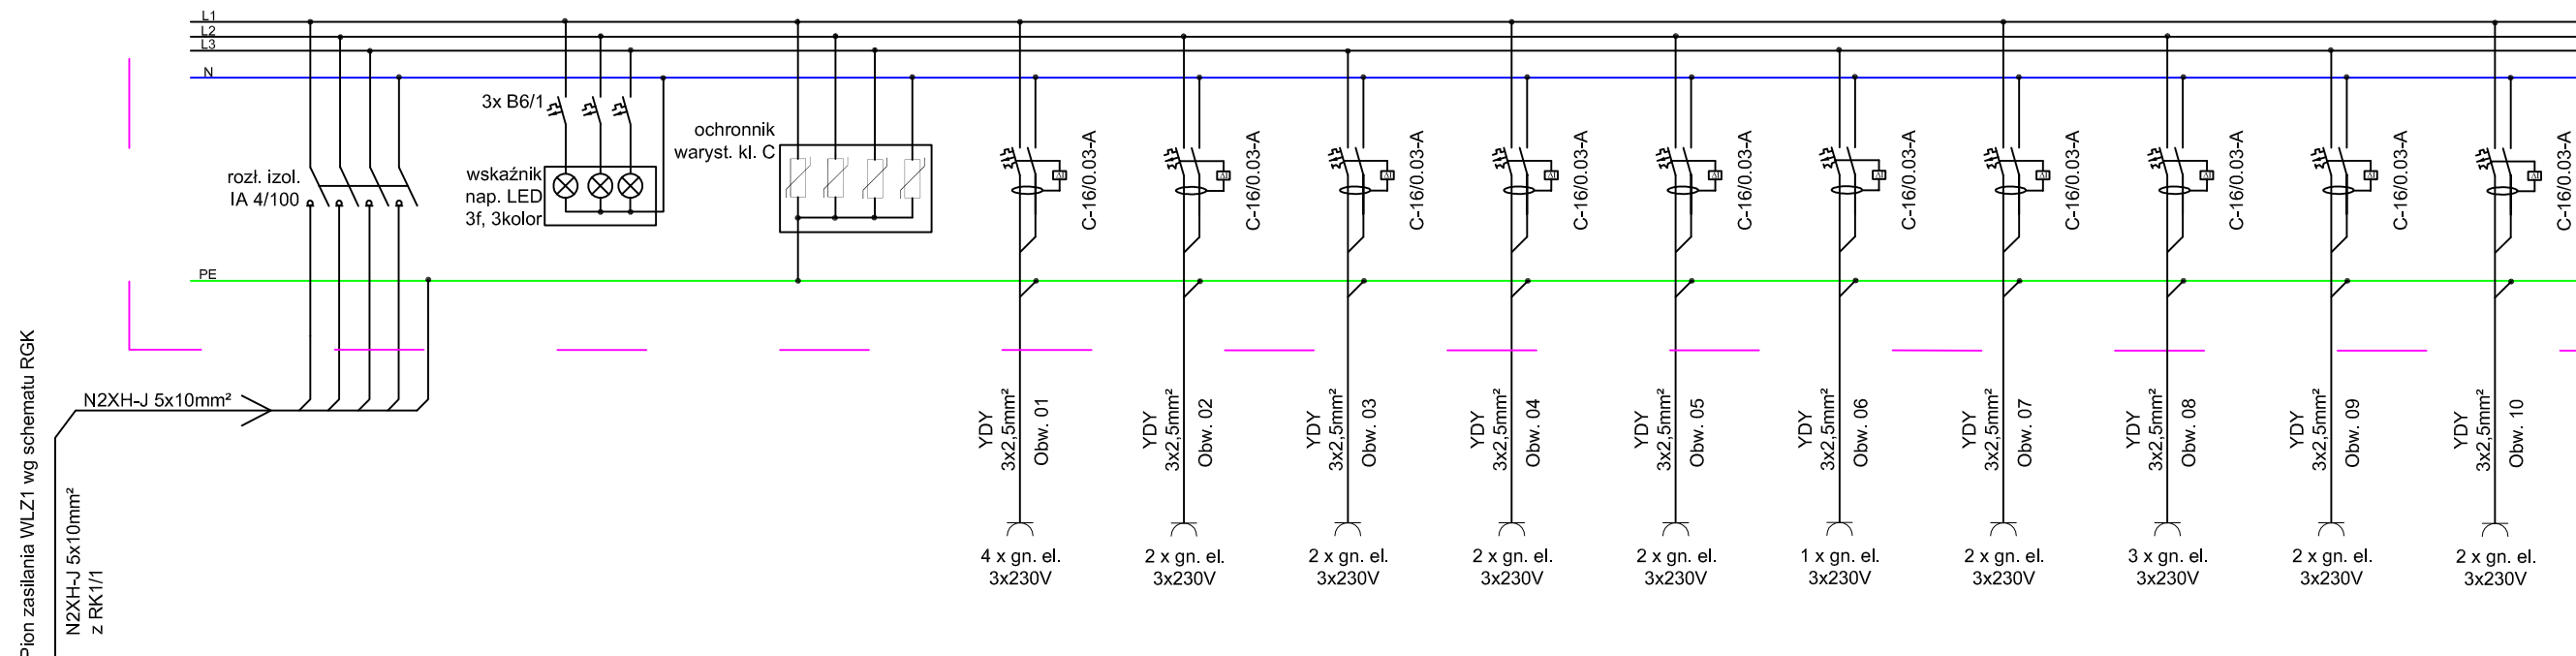 L1
L2
L3
N
3x B6/1
ochronnik
waryst. kl. C
rozł. izol.
IA 4/100
wskaźnik
nap. LED
3f, 3kolor
C-16/0.03-A
C-16/0.03-A
C-16/0.03-A
C-16/0.03-A
C-16/0.03-A
C-16/0.03-A
C-16/0.03-A
C-16/0.03-A
C-16/0.03-A
C-16/0.03-A
PE
Pion zasilania WLZ1 wg schematu RGK
N2XH-J 5x10mm²
N2XH-J 5x10mm²
z RK1/1
YDY
3x2,5mm²
Obw. 01
YDY
3x2,5mm²
Obw. 02
YDY
3x2,5mm²
Obw. 03
YDY
3x2,5mm²
Obw. 04
YDY
3x2,5mm²
Obw. 05
YDY
3x2,5mm²
Obw. 06
YDY
3x2,5mm²
Obw. 07
YDY
3x2,5mm²
Obw. 08
YDY
3x2,5mm²
Obw. 09
YDY
3x2,5mm²
Obw. 10
4 x gn. el.
3x230V
2 x gn. el.
3x230V
2 x gn. el.
3x230V
2 x gn. el.
3x230V
2 x gn. el.
3x230V
1 x gn. el.
3x230V
2 x gn. el.
3x230V
3 x gn. el.
3x230V
2 x gn. el.
3x230V
2 x gn. el.
3x230V